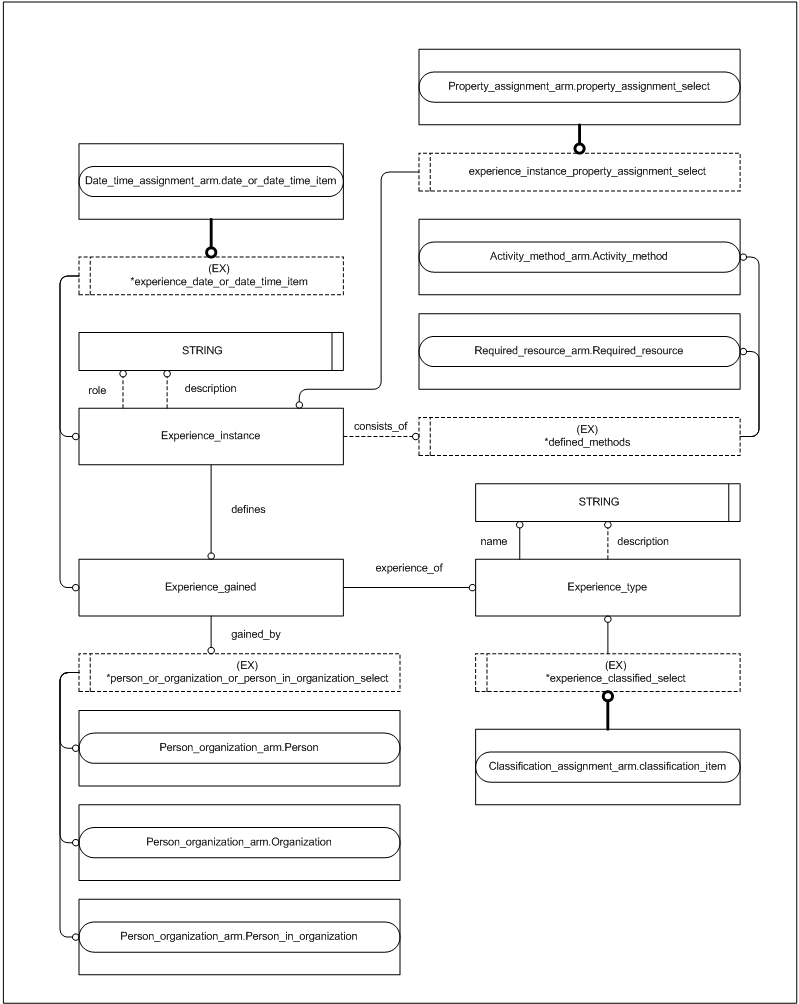 Property_assignment_arm.property_assignment_select
experience_instance_property_assignment_select
Date_time_assignment_arm.date_or_date_time_item
(EX)
*experience_date_or_date_time_item
Activity_method_arm.Activity_method
STRING
role
description
Required_resource_arm.Required_resource
Experience_instance
consists_of
(EX)
*defined_methods
defines
STRING
name
description
Experience_gained
experience_of
Experience_type
gained_by
(EX)
*person_or_organization_or_person_in_organization_select
(EX)
*experience_classified_select
Person_organization_arm.Person
Classification_assignment_arm.classification_item
Person_organization_arm.Organization
Person_organization_arm.Person_in_organization